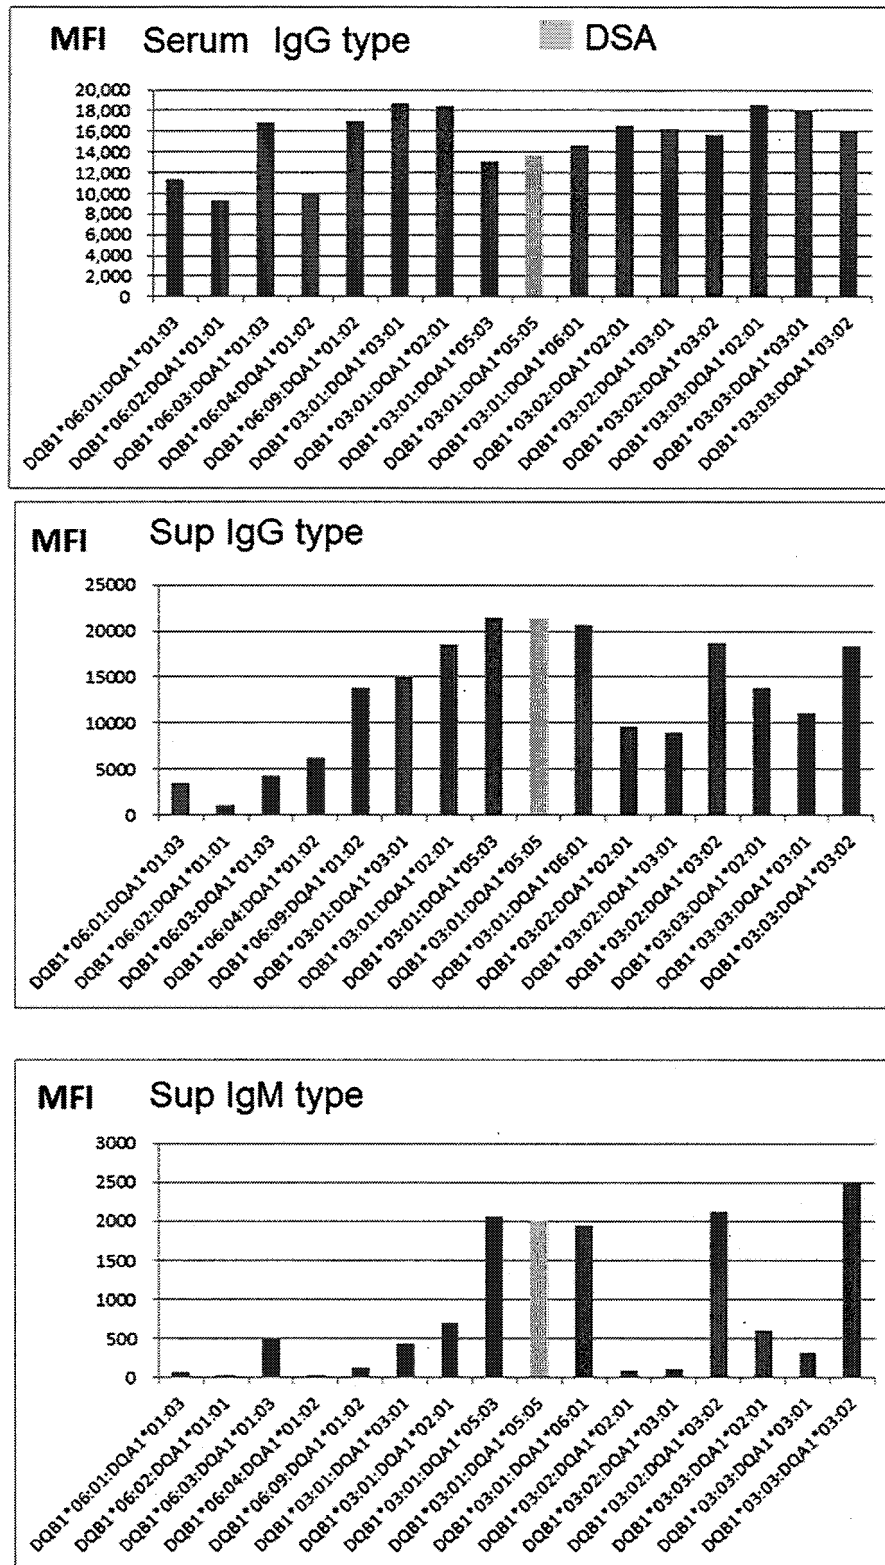 MFI Serum IgG type DSA
20,000
18,000
16,000
14,000
12,000
10,000
8,000
6,000
4,000
2,000
0
DQB1*06:01:DQA1*01:03
DQB1*06:02:DQA1*01:01
DQB1*06:03:DQA1*01:03
DQB1*06:04:DQA1*01:02
DQB1*06:09:DQA1*01:02
DQB1*03:01:DQA1*03:01
DQB1*03:01:DQA1*02:01
DQB1*03:01:DQA1*05:03
DQB1*03:01:DQA1*05:05
DQB1*03:01:DQA1*06:01
DQB1*03:02:DQA1*02:01
DQB1*03:02:DQA1*03:01
DQB1*03:02:DQA1*03:02
DQB1*03:03:DQA1*02:01
DQB1*03:03:DQA1*03:01
DQB1*03:03:DQA1*03:02
MFI Sup IgG type
25000
20000
15000
10000
5000
0
DQB1*06:01:DQA1*01:03
DQB1*06:02:DQA1*01:01
DQB1*06:03:DQA1*01:03
DQB1*06:04:DQA1*01:02
DQB1*06:09:DQA1*01:02
DQB1*03:01:DQA1*03:01
DQB1*03:01:DQA1*02:01
DQB1*03:01:DQA1*05:03
DQB1*03:01:DQA1*05:05
DQB1*03:01:DQA1*06:01
DQB1*03:02:DQA1*02:01
DQB1*03:02:DQA1*03:01
DQB1*03:02:DQA1*03:02
DQB1*03:03:DQA1*02:01
DQB1*03:03:DQA1*03:01
DQB1*03:03:DQA1*03:02
MFI Sup IgM type
3000
2500
2000
1500
1000
500
0
DQB1*06:01:DQA1*01:03
DQB1*06:02:DQA1*01:01
DQB1*06:03:DQA1*01:03
DQB1*06:04:DQA1*01:02
DQB1*06:09:DQA1*01:02
DQB1*03:01:DQA1*03:01
DQB1*03:01:DQA1*02:01
DQB1*03:01:DQA1*05:03
DQB1*03:01:DQA1*05:05
DQB1*03:01:DQA1*06:01
DQB1*03:02:DQA1*02:01
DQB1*03:02:DQA1*03:01
DQB1*03:02:DQA1*03:02
DQB1*03:03:DQA1*02:01
DQB1*03:03:DQA1*03:01
DQB1*03:03:DQA1*03:02